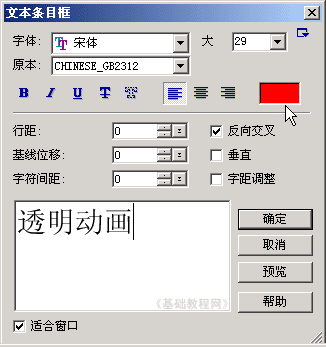 文本条目框
字体: 宋体 大 29
原本: CHINESE_GB2312
B I U T
行距: 0 反向交叉
基线位移: 0 垂直
字符间距: 0 字距调整
透明动画
确定
取消
预览
帮助
《基础教程网》
适合窗口